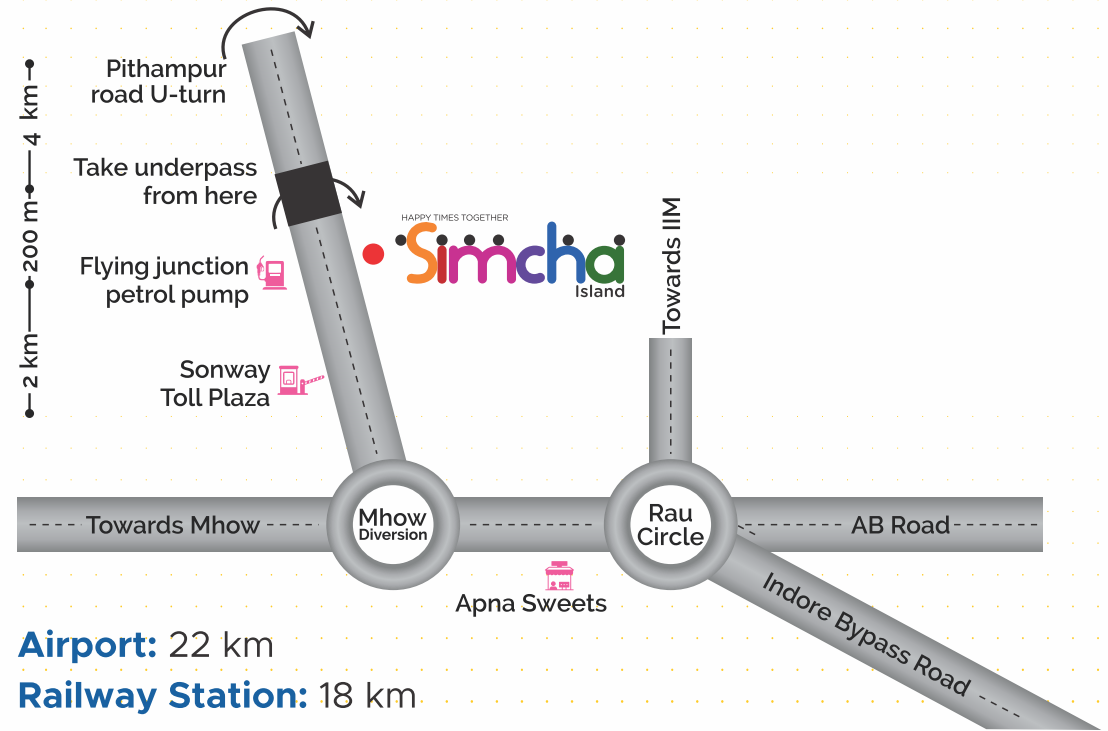 Pithampur
road U-turn
4 km
Take underpass
from here
200 m
HAPPY TIMES TOGETHER
Simcha
Island
Flying junction
petrol pump
Towards IIM
2 km
Sonway
Toll Plaza
Towards Mhow
Mhow
Diversion
Rau
Circle
AB Road
Apna Sweets
Indore Bypass Road
Airport: 22 km
Railway Station: 18 km